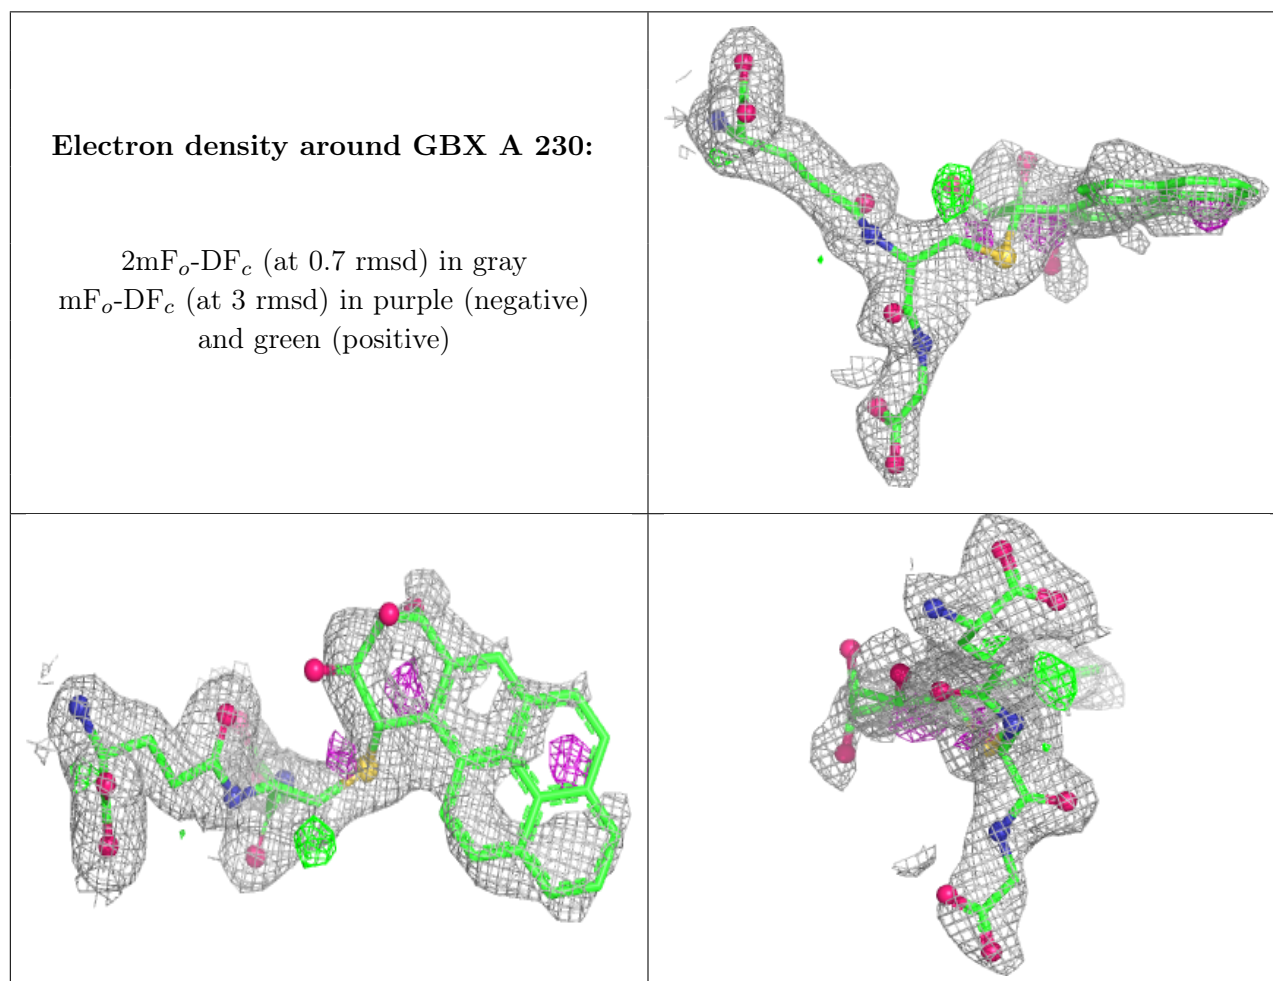 Electron density around GBX A 230:
2mFo-DFc (at 0.7 rmsd) in gray
mFo-DFc (at 3 rmsd) in purple (negative)
and green (positive)